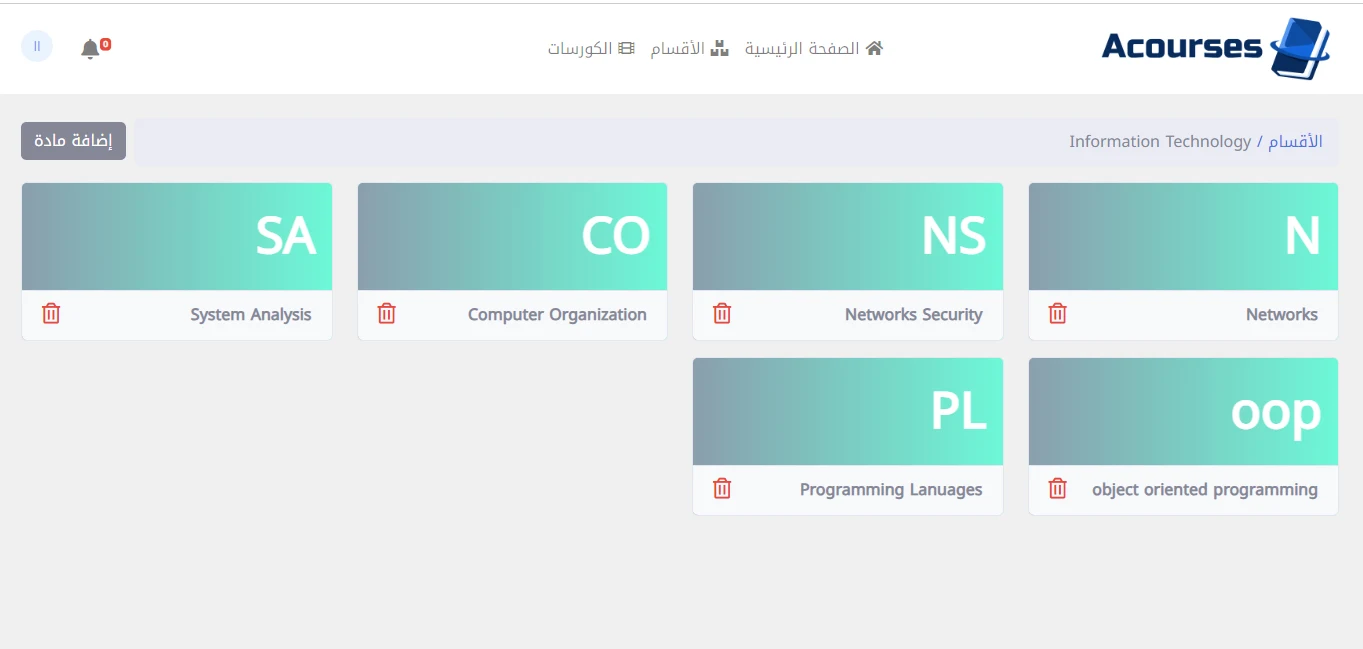 Acourses
الصفحة الرئيسية
الأقسام
الكورسات
0
الأقسام / Information Technology
إضافة مادة
N
Networks
NS
Networks Security
CO
Computer Organization
SA
System Analysis
oop
object oriented programming
PL
Programming Lanuages